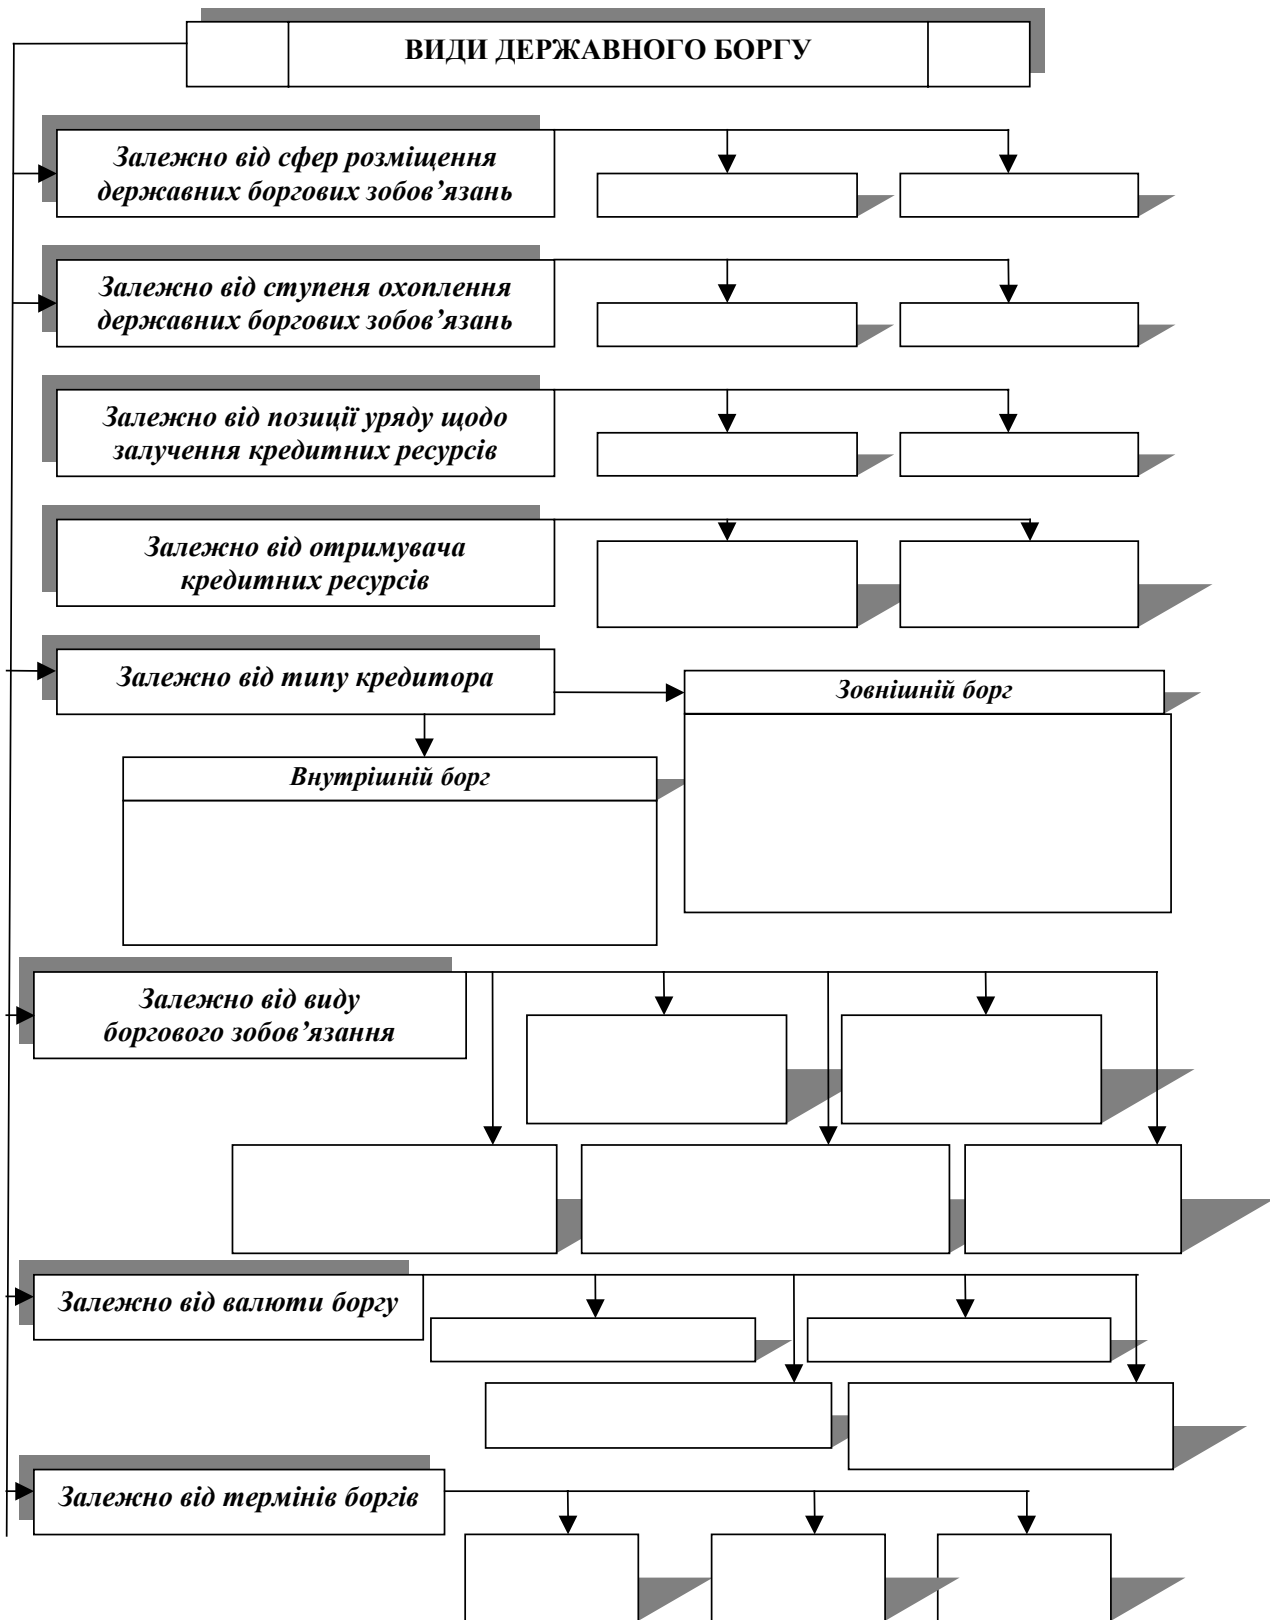 ВИДИ ДЕРЖАВНОГО БОРГУ
Залежно від сфер розміщення
державних боргових зобов’язань
Залежно від ступеня охоплення
державних боргових зобов’язань
Залежно від позиції уряду щодо
залучення кредитних ресурсів
Залежно від отримувача
кредитних ресурсів
Залежно від типу кредитора
Зовнішній борг
Внутрішній борг
Залежно від виду
боргового зобов’язання
Залежно від валюти боргу
Залежно від термінів боргів